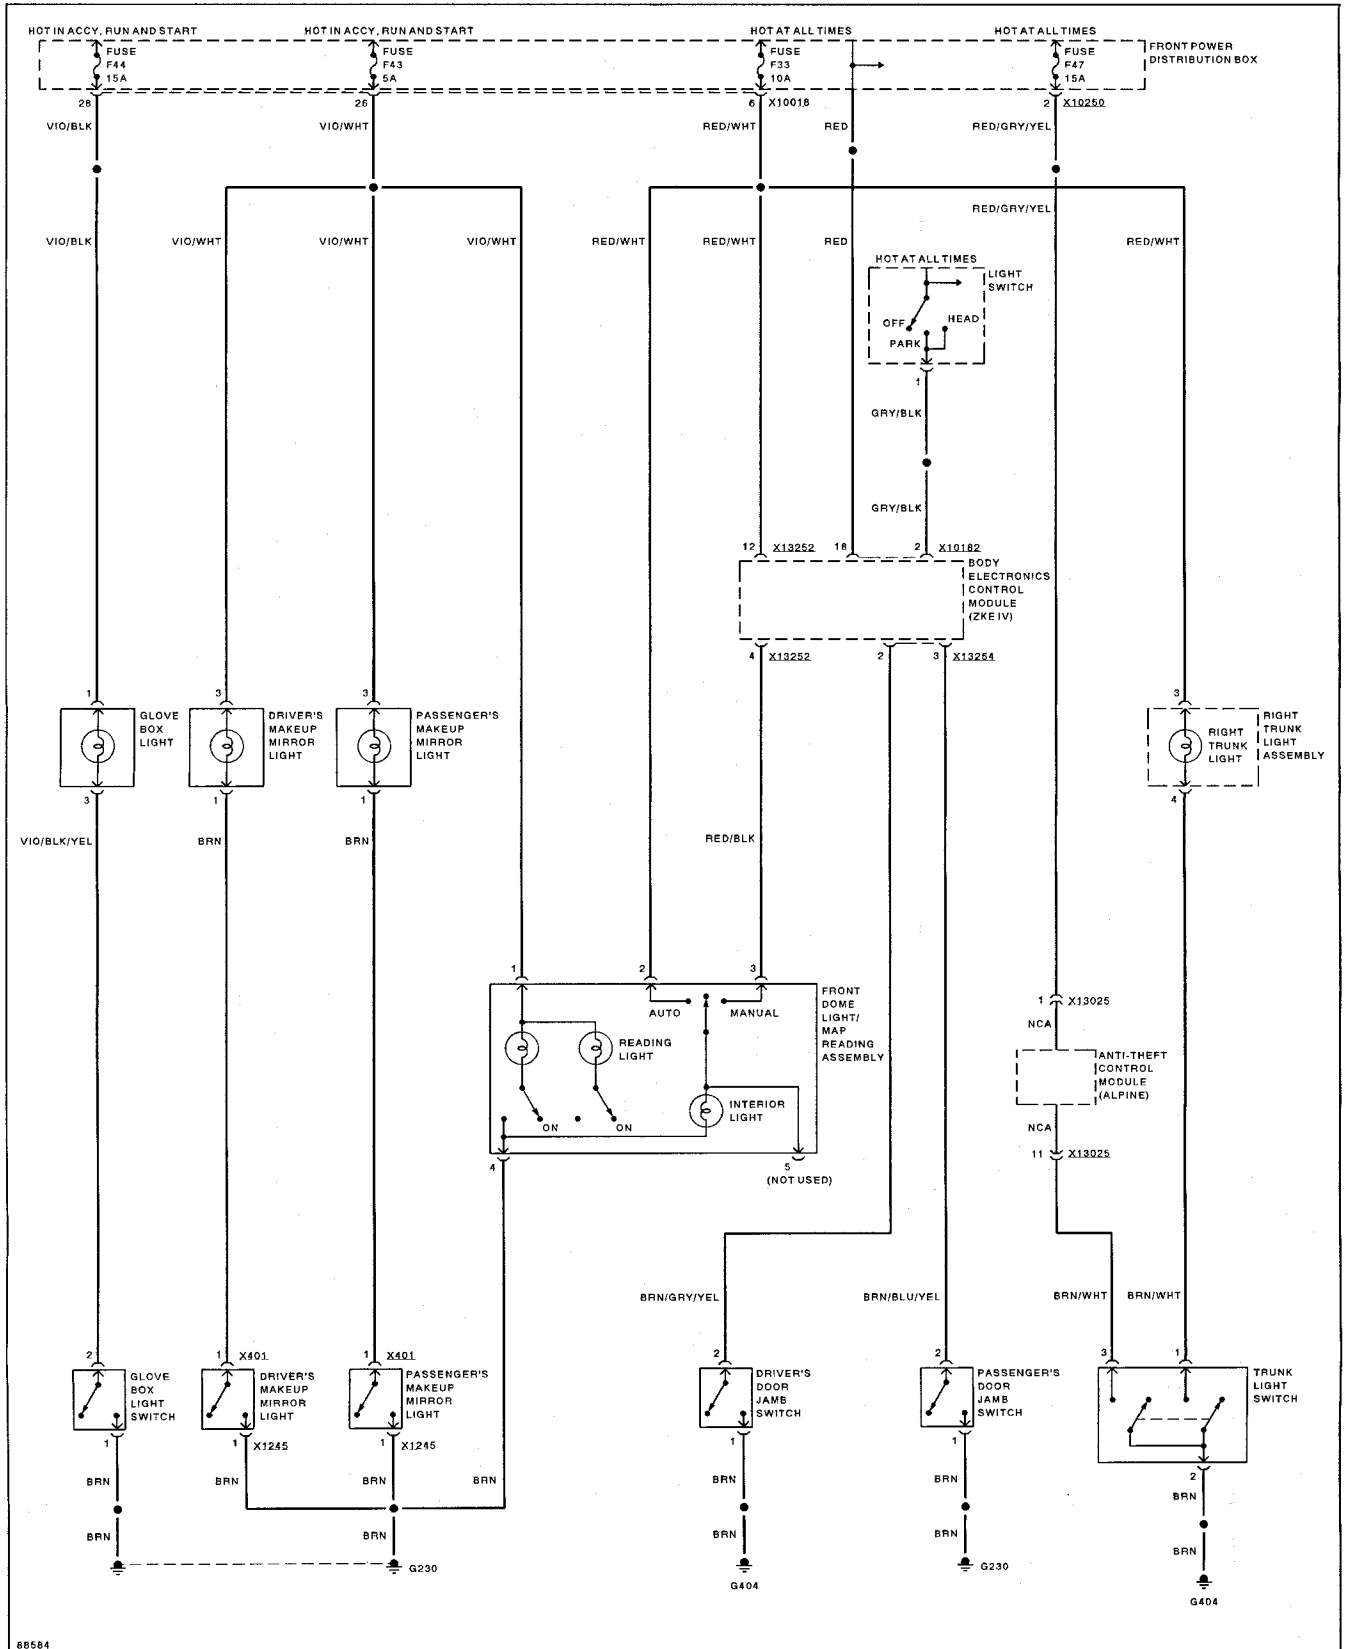 HOT IN ACCY, RUN AND START
HOT IN ACCY, RUN AND START
HOT AT ALL TIMES
HOT AT ALL TIMES
FUSE
F44
15A
FUSE
F43
5A
FUSE
F33
10A
FUSE
F47
15A
FRONT POWER
DISTRIBUTION BOX
28
26
6 X10018
2 X10250
VIO/BLK
VIO/WHT
RED/WHT
RED
RED/GRY/YEL
RED/GRY/YEL
VIO/BLK
VIO/WHT
VIO/WHT
VIO/WHT
RED/WHT
RED/WHT
RED
RED/WHT
HOT AT ALL TIMES
LIGHT
SWITCH
OFF
HEAD
PARK
1
GRY/BLK
GRY/BLK
12 X13252
18
2 X10182
BODY
ELECTRONICS
CONTROL
MODULE
(ZKE IV)
4 X13252
2
3 X13254
1
3
3
3
GLOVE
BOX
LIGHT
DRIVER'S
MAKEUP
MIRROR
LIGHT
PASSENGER'S
MAKEUP
MIRROR
LIGHT
RIGHT
TRUNK
LIGHT
RIGHT
TRUNK
LIGHT
ASSEMBLY
3
1
1
4
VIO/BLK/YEL
BRN
BRN
RED/BLK
1
2
3
AUTO
MANUAL
READING
LIGHT
INTERIOR
LIGHT
ON
ON
FRONT
DOME
LIGHT/
MAP
READING
ASSEMBLY
4
5
(NOT USED)
1 X13025
NCA
ANTI-THEFT
CONTROL
MODULE
(ALPINE)
NCA
11 X13025
BRN/GRY/YEL
BRN/BLU/YEL
BRN/WHT
BRN/WHT
2
1 X401
1 X401
2
2
3
1
GLOVE
BOX
LIGHT
SWITCH
DRIVER'S
MAKEUP
MIRROR
LIGHT
PASSENGER'S
MAKEUP
MIRROR
LIGHT
DRIVER'S
DOOR
JAMB
SWITCH
PASSENGER'S
DOOR
JAMB
SWITCH
TRUNK
LIGHT
SWITCH
1
1 X1245
1 X1245
1
1
2
BRN
BRN
BRN
BRN
BRN
BRN
BRN
BRN
BRN
BRN
BRN
BRN
G230
G404
G230
G404
88584